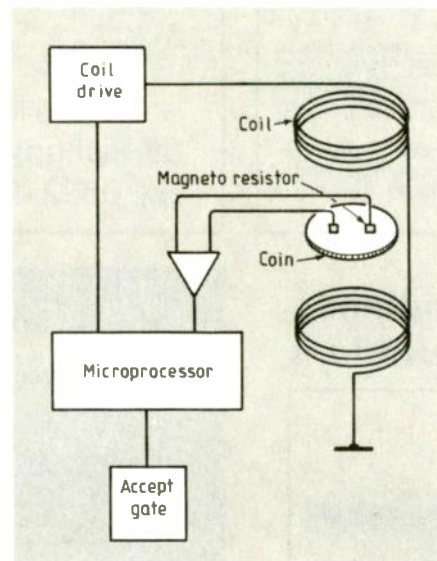 Coil
drive
Coil
Magneto resistor
Coin
Microprocessor
Accept
gate